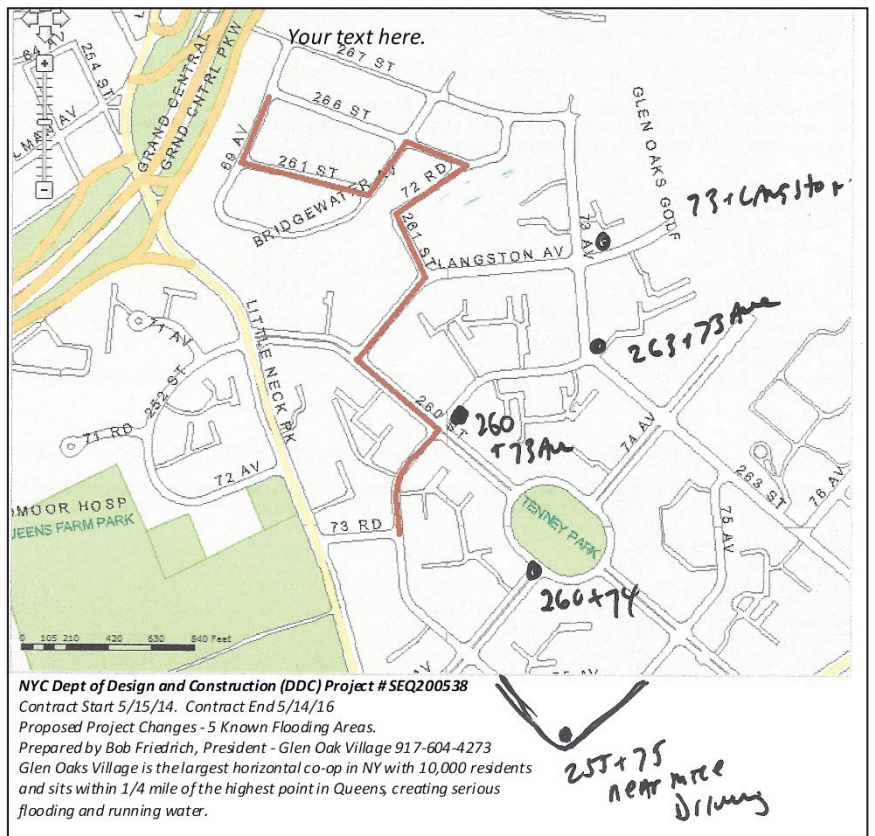 Your text here.
64 AV
254 ST
267 ST
GRAND CENTRAL
GRND CNTRL PKW
266 ST
GLEN OAKS GOLF
69 AV
261 ST
72 RD
73 + Langston
BRIDGEWATER AV
261 ST
73 AV
LANGSTON AV
LITTLE NECK PK
71 AV
263 + 73 Ave
252 ST
260 ST
260
+ 73 Ave
71 RD
74 AV
72 AV
263 ST
76 AV
TENNEY PARK
75 AV
73 RD
260 + 74
0 105 210 420 630 840 Feet
NYC Dept of Design and Construction (DDC) Project #SEQ200538
Contract Start 5/15/14. Contract End 5/14/16
Proposed Project Changes - 5 Known Flooding Areas.
Prepared by Bob Friedrich, President - Glen Oak Village 917-604-4273
Glen Oaks Village is the largest horizontal co-op in NY with 10,000 residents
and sits within 1/4 mile of the highest point in Queens, creating serious
flooding and running water.
255 + 75
near